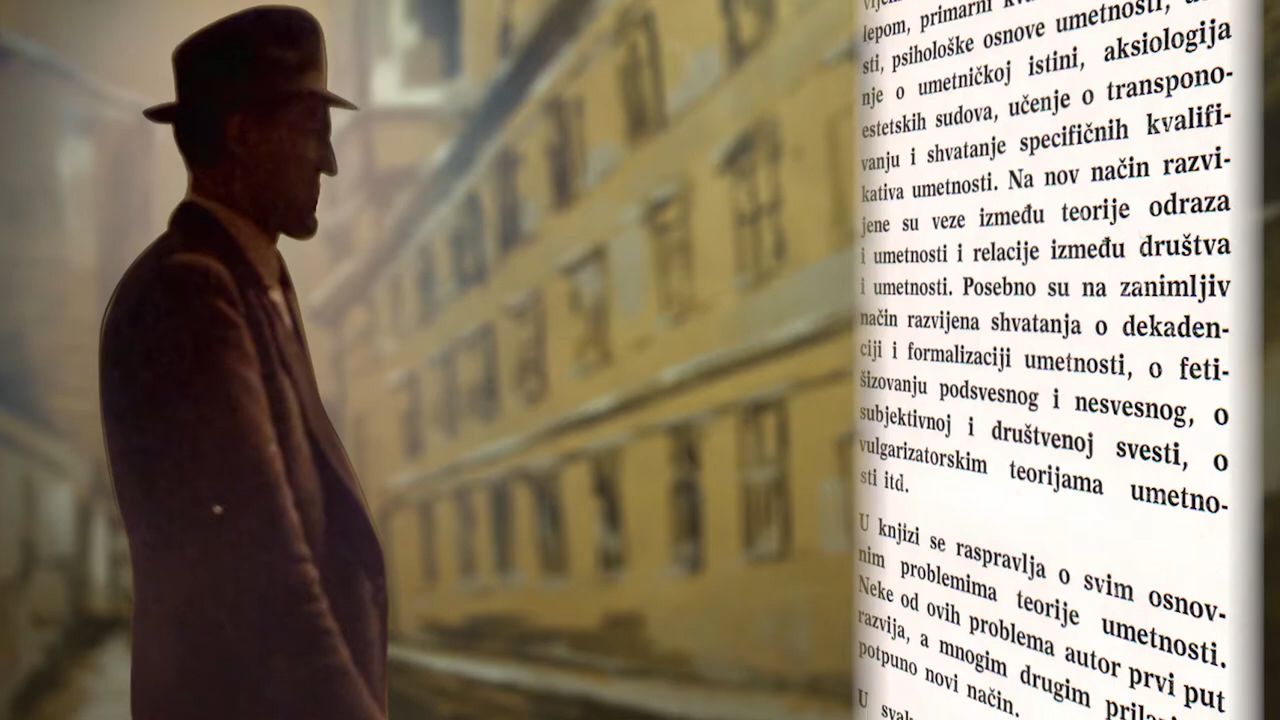 lepom, primarni
sti, psihološke osnove umetnosti,
nje o umetničkoj istini, aksiologija
estetskih sudova, učenje o transpono-
vanju i shvatanje specifičnih kvalifi-
kativa umetnosti. Na nov način razvi-
jene su veze između teorije odraza
i umetnosti i relacije između društva
i umetnosti. Posebno su na zanimljiv
način razvijena shvatanja o dekaden-
ciji i formalizaciji umetnosti, o feti-
šizovanju podsvesnog i nesvesnog, o
subjektivnoj i društvenoj svesti, o
vulgarizatorskim teorijama umetno-
sti itd.
U knjizi se raspravlja o svim osnov-
nim problemima teorije umetnosti.
Neke od ovih problema autor prvi put
razvija, a mnogim drugim
potpuno novi način.
U